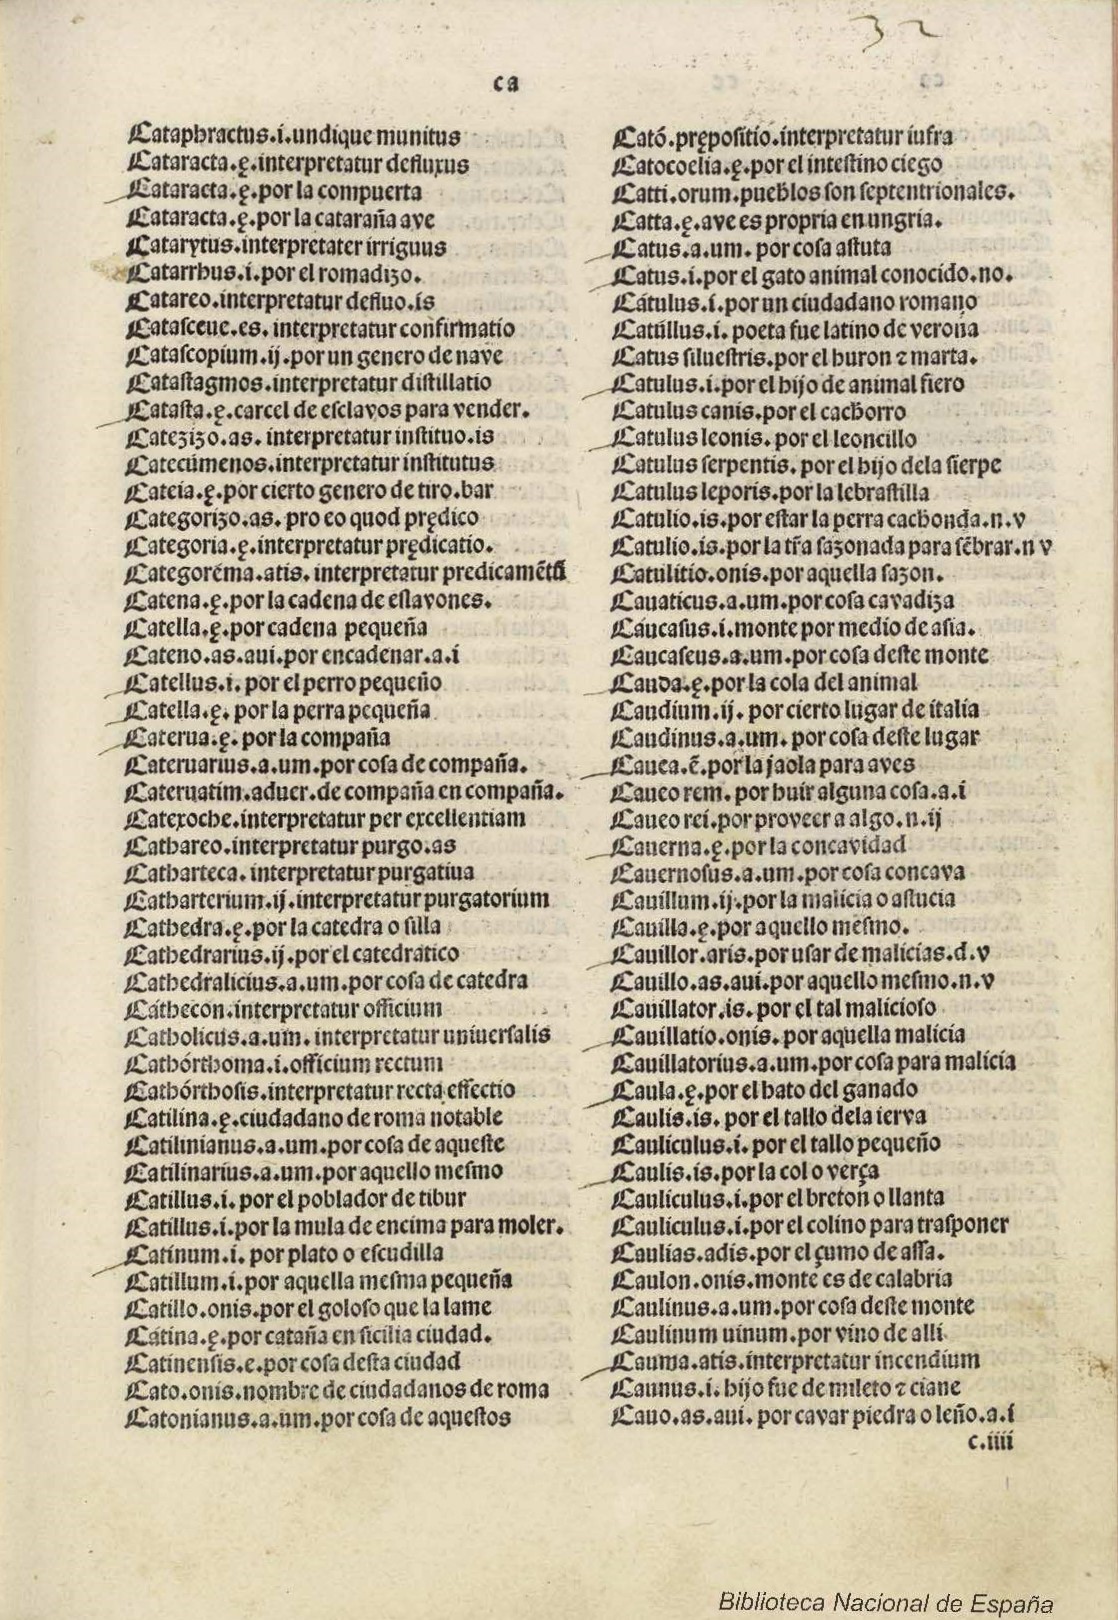 32
ca
Cataphractus.i.undique munitus
Cataracta.ę.interpretatur defluxus
Cataracta.ę.por la compuerta
Cataracta.ę.por la cataraña ave
Catarytus.interpretater irriguus
Catarrhus.i.por el romadizo.
Catareo.interpretatur defluo.is
Catasceue.es.interpretatur confirmatio
Catascopium.ij.por un genero de nave
Catastagmos.interpretatur distillatio
Catasta.ę.carcel de esclavos para vender.
Catezizo.as.interpretatur instituo.is
Catecúmenos.interpretatur institutus
Cateia.ę.por cierto genero de tiro.bar
Categorizo.as.pro eo quod prędico
Categoria.ę.interpretatur prędicatio.
Categoréma.atis.interpretatur predicamẽtũ
Catena.ę.por la cadena de eslavones.
Catella.ę.por cadena pequeña
Cateno.as.aui.por encadenar.a.i
Catellus.i.por el perro pequeño
Catella.ę.por la perra pequeña
Caterua.ę.por la compaña
Cateruarius.a.um.por cosa de compaña.
Cateruatim.aduer.de compaña en compaña.
Catexoche.interpretatur per excellentiam
Cathareo.interpretatur purgo.as
Catharteca.interpretatur purgatiua
Catharterium.ij.interpretatur purgatorium
Cathedra.ę.por la catedra o silla
Cathedrarius.ij.por el catedratico
Cathedralicius.a.um.por cosa de catedra
Cáthecon.interpretatur officium
Catholicus.a.um.interpretatur universalis
Cathórthoma.i.officium rectum
Cathórthosis.interpretatur recta effectio
Catilina.ę.ciudadano de roma notable
Catilinianus.a.um.por cosa de aqueste
Catilinarius.a.um.por aquello mesmo
Catillus.i.por el poblador de tibur
Catillus.i.por la mula de encima para moler.
Catinum.i.por plato o escudilla
Catillum.i.por aquella mesma pequeña
Catillo.onis.por el goloso que la lame
Cátina.ę.por cataña en sicilia ciudad.
Catinensis.e.por cosa desta ciudad
Cato.onis.nombre de ciudadanos de roma
Catonianus.a.um.por cosa de aquestos
Cató.prępositio.interpretatur iufra
Catocoelia.ę.por el intestino ciego
Catti.orum.pueblos son septentrionales.
Catta.ę.ave es propria en ungria.
Catus.a.um.por cosa astuta
Catus.i.por el gato animal conocido.no.
Cátulus.i.por un ciudadano romano
Catúllus.i.poeta fue latino de verona
Catus siluestris.por el huron ⁊ marta.
Catulus.i.por el hijo de animal fiero
Catulus canis.por el cachorro
Catulus leonis.por el leoncillo
Catulus serpentis.por el hijo dela sierpe
Catulus leporis.por la lebrastilla
Catulio.is.por estar la perra cachonda.n.v
Catulio.is.por la tr̃a sazonada para sẽbrar.n v
Catulitio.onis.por aquella sazon.
Cauaticus.a.um.por cosa cavadiza
Cáucasus.i.monte por medio de asia.
Caucaseus.a.um.por cosa deste monte
Cauda.ę.por la cola del animal
Caudium.ij.por cierto lugar de italia
Caudinus.a.um.por cosa deste lugar
Cauea.ę.por la jaola para aves
Caueo rem.por huir alguna cosa.a.i
Caueo rei.por proveer a algo.n.ij
Cauerna.ę.por la concavidad
Cauernosus.a.um.por cosa concava
Cauillum.ij.por la malicia o astucia
Cauilla.ę.por aquello mesmo.
Cauillor.aris.por usar de malicias.d.v
Cauillo.as.aui.por aquello mesmo.n.v
Cauillator.is.por el tal malicioso
Cauillatio.onis.por aquella malicia
Cauillatorius.a.um.por cosa para malicia
Caula.ę.por el hato del ganado
Caulis.is.por el tallo dela ierva
Cauliculus.i.por el tallo pequeño
Caulis.is.por la col o verça
Cauliculus.i.por el breton o llanta
Cauliculus.i.por el colino para trasponer
Caulias.adis.por el çumo de assa.
Caulon.onis.monte es de calabria
Caulinus.a.um.por cosa deste monte
Caulinum uinum.por vino de alli
Cauma.atis.interpretatur incendium
Caunus.i.hijo fue de mileto ⁊ ciane
Cauo.as.aui.por cavar piedra o leño.a.i
c.iiii
Biblioteca Nacional de España